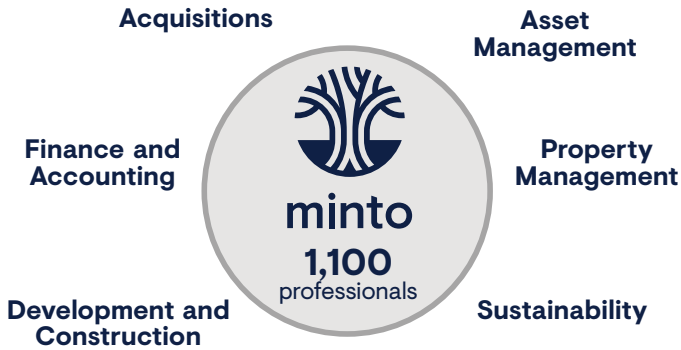 Acquisitions
Asset
Management
Finance and
Accounting
Property
Management
minto
1,100
professionals
Development and
Construction
Sustainability